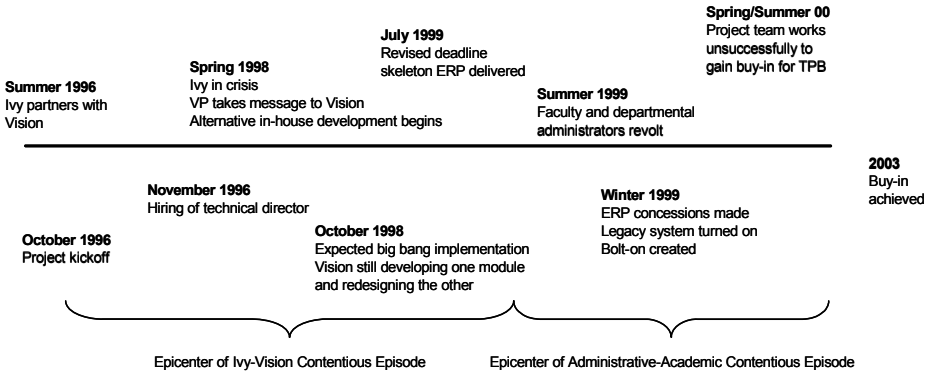 Summer 1996
Ivy partners with
Vision
Spring 1998
Ivy in crisis
VP takes message to Vision
Alternative in-house development begins
July 1999
Revised deadline
skeleton ERP delivered
Summer 1999
Faculty and departmental
administrators revolt
Spring/Summer 00
Project team works
unsuccessfully to
gain buy-in for TPB
October 1996
Project kickoff
November 1996
Hiring of technical director
October 1998
Expected big bang implementation
Vision still developing one module
and redesigning the other
Winter 1999
ERP concessions made
Legacy system turned on
Bolt-on created
2003
Buy-in
achieved
Epicenter of Ivy-Vision Contentious Episode
Epicenter of Administrative-Academic Contentious Episode